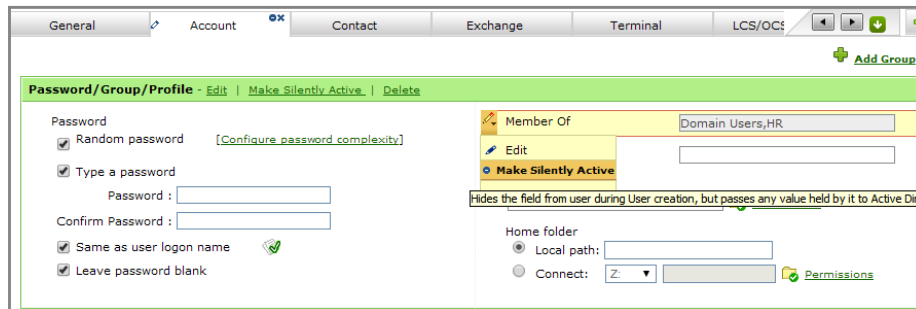 General
Account
Contact
Exchange
Terminal
LCS/OCS
Add Group
Password/Group/Profile - Edit | Make Silently Active | Delete
Password
Random password [Configure password complexity]
Type a password
Password :
Confirm Password :
Same as user logon name
Leave password blank
Member Of
Domain Users,HR
Edit
Make Silently Active
Hides the field from user during User creation, but passes any value held by it to Active Dir
Home folder
Local path:
Connect: Z: Permissions